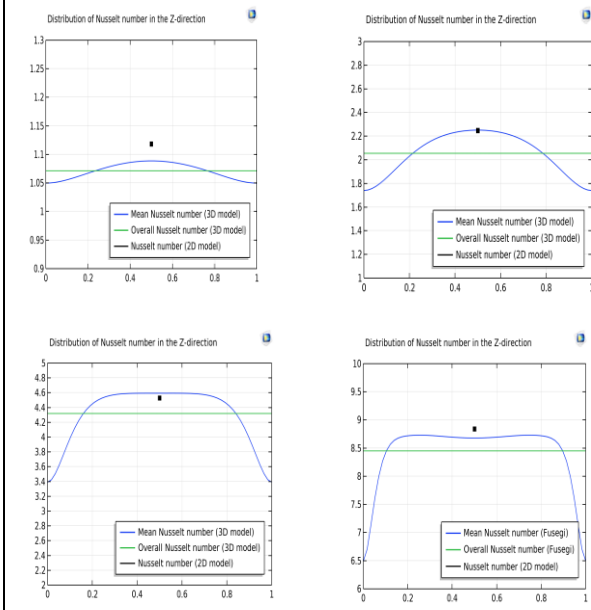 Distribution of Nusselt number in the Z-direction
1.3
1.25
1.2
1.15
1.1
1.05
1
0.95
0.9
0 0.2 0.4 0.6 0.8 1
Mean Nusselt number (3D model)
Overall Nusselt number (3D model)
Nusselt number (2D model)
Distribution of Nusselt number in the Z-direction
3
2.8
2.6
2.4
2.2
2
1.8
1.6
1.4
1.2
1
0 0.2 0.4 0.6 0.8
Mean Nusselt number (3D model)
Overall Nusselt number (3D model)
Nusselt number (2D model)
Distribution of Nusselt number in the Z-direction
5
4.8
4.6
4.4
4.2
4
3.8
3.6
3.4
3.2
3
2.8
2.6
2.4
2.2
2
0 0.2 0.4 0.6 0.8 1
Mean Nusselt number (3D model)
Overall Nusselt number (3D model)
Nusselt number (2D model)
Distribution of Nusselt number in the Z-direction
10
9.5
9
8.5
8
7.5
7
6.5
6
0 0.2 0.4 0.6 0.8 1
Mean Nusselt number (Fusegi)
Overall Nusselt number (Fusegi)
Nusselt number (2D model)